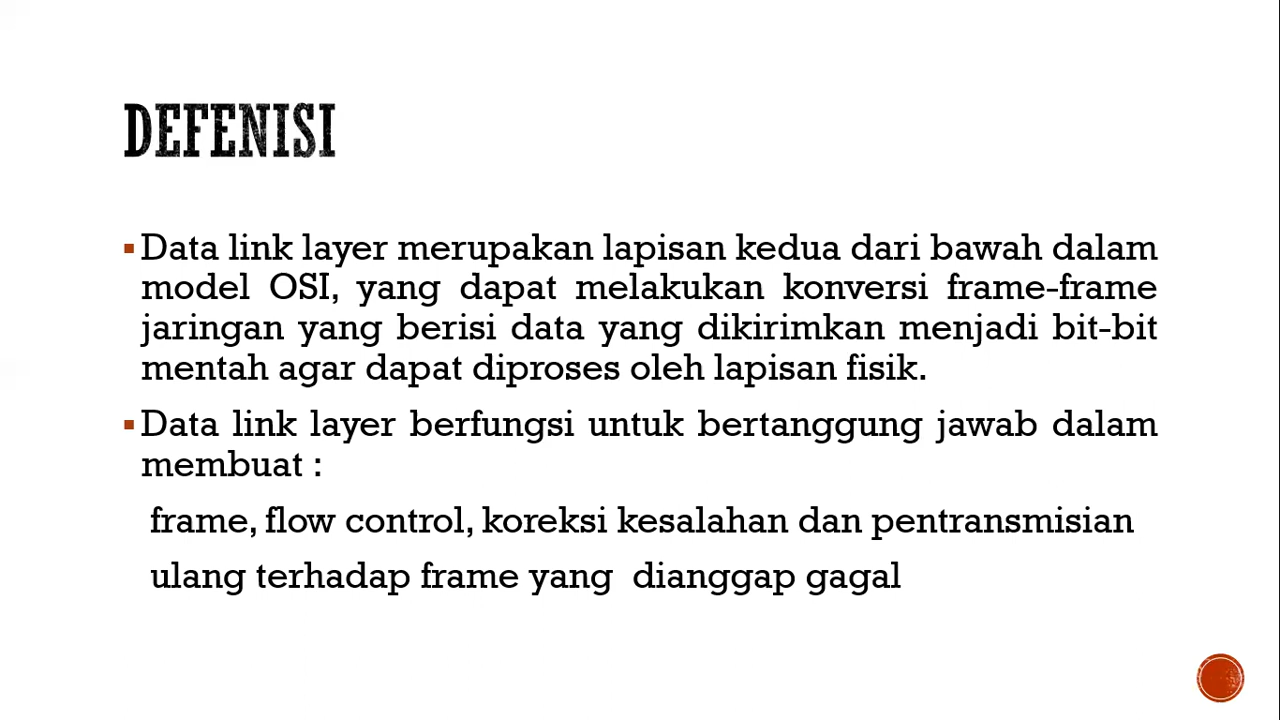 DEFENISI
Data link layer merupakan lapisan kedua dari bawah dalam
model OSI, yang dapat melakukan konversi frame-frame
jaringan yang berisi data yang dikirimkan menjadi bit-bit
mentah agar dapat diproses oleh lapisan fisik.
Data link layer berfungsi untuk bertanggung jawab dalam
membuat :
frame, flow control, koreksi kesalahan dan pentransmisian
ulang terhadap frame yang dianggap gagal